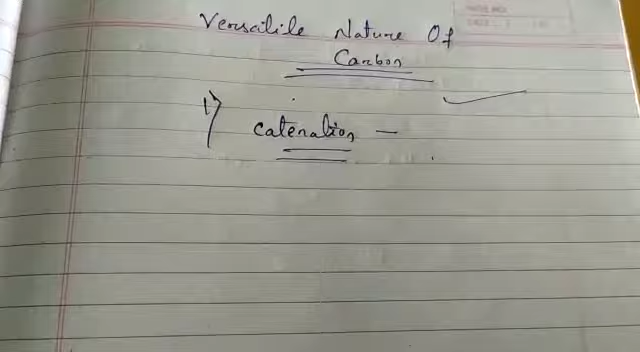 Versatile Nature Of
Carbon
1) Catenation —